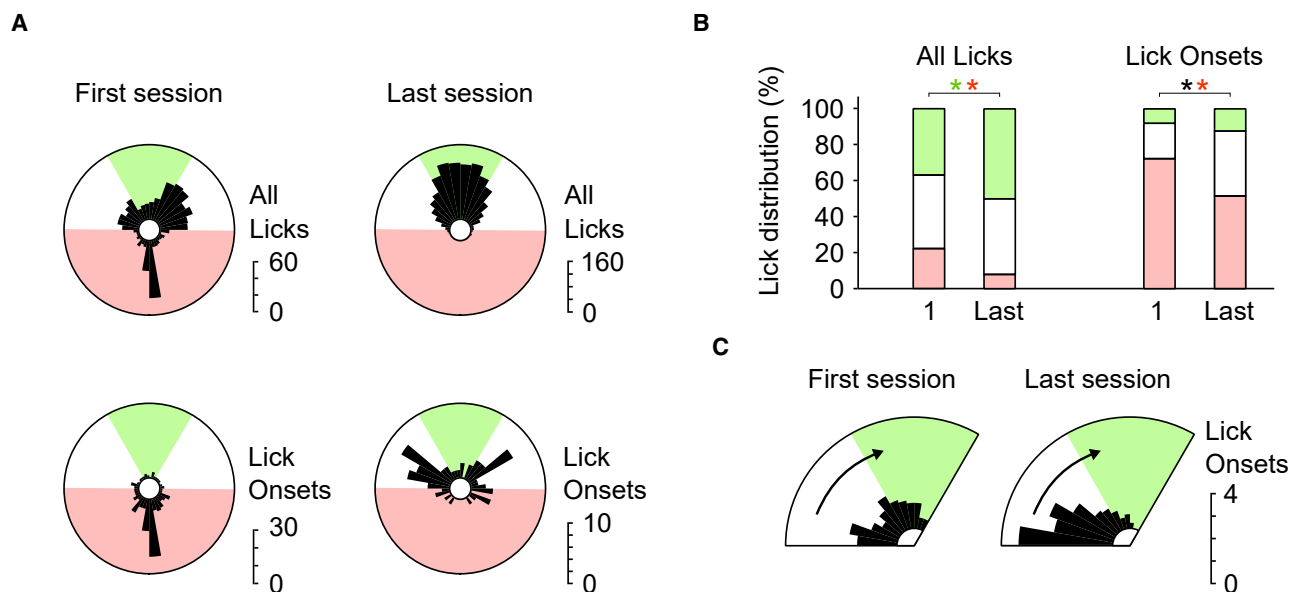 A
First session
Last session
All
Licks
60
0
All
Licks
160
0
Lick
Onsets
30
0
Lick
Onsets
10
0
B
All Licks
Lick Onsets
* *
* *
Lick distribution (%)
100
80
60
40
20
0
1
Last
1
Last
C
First session
Last session
Lick
Onsets
4
0